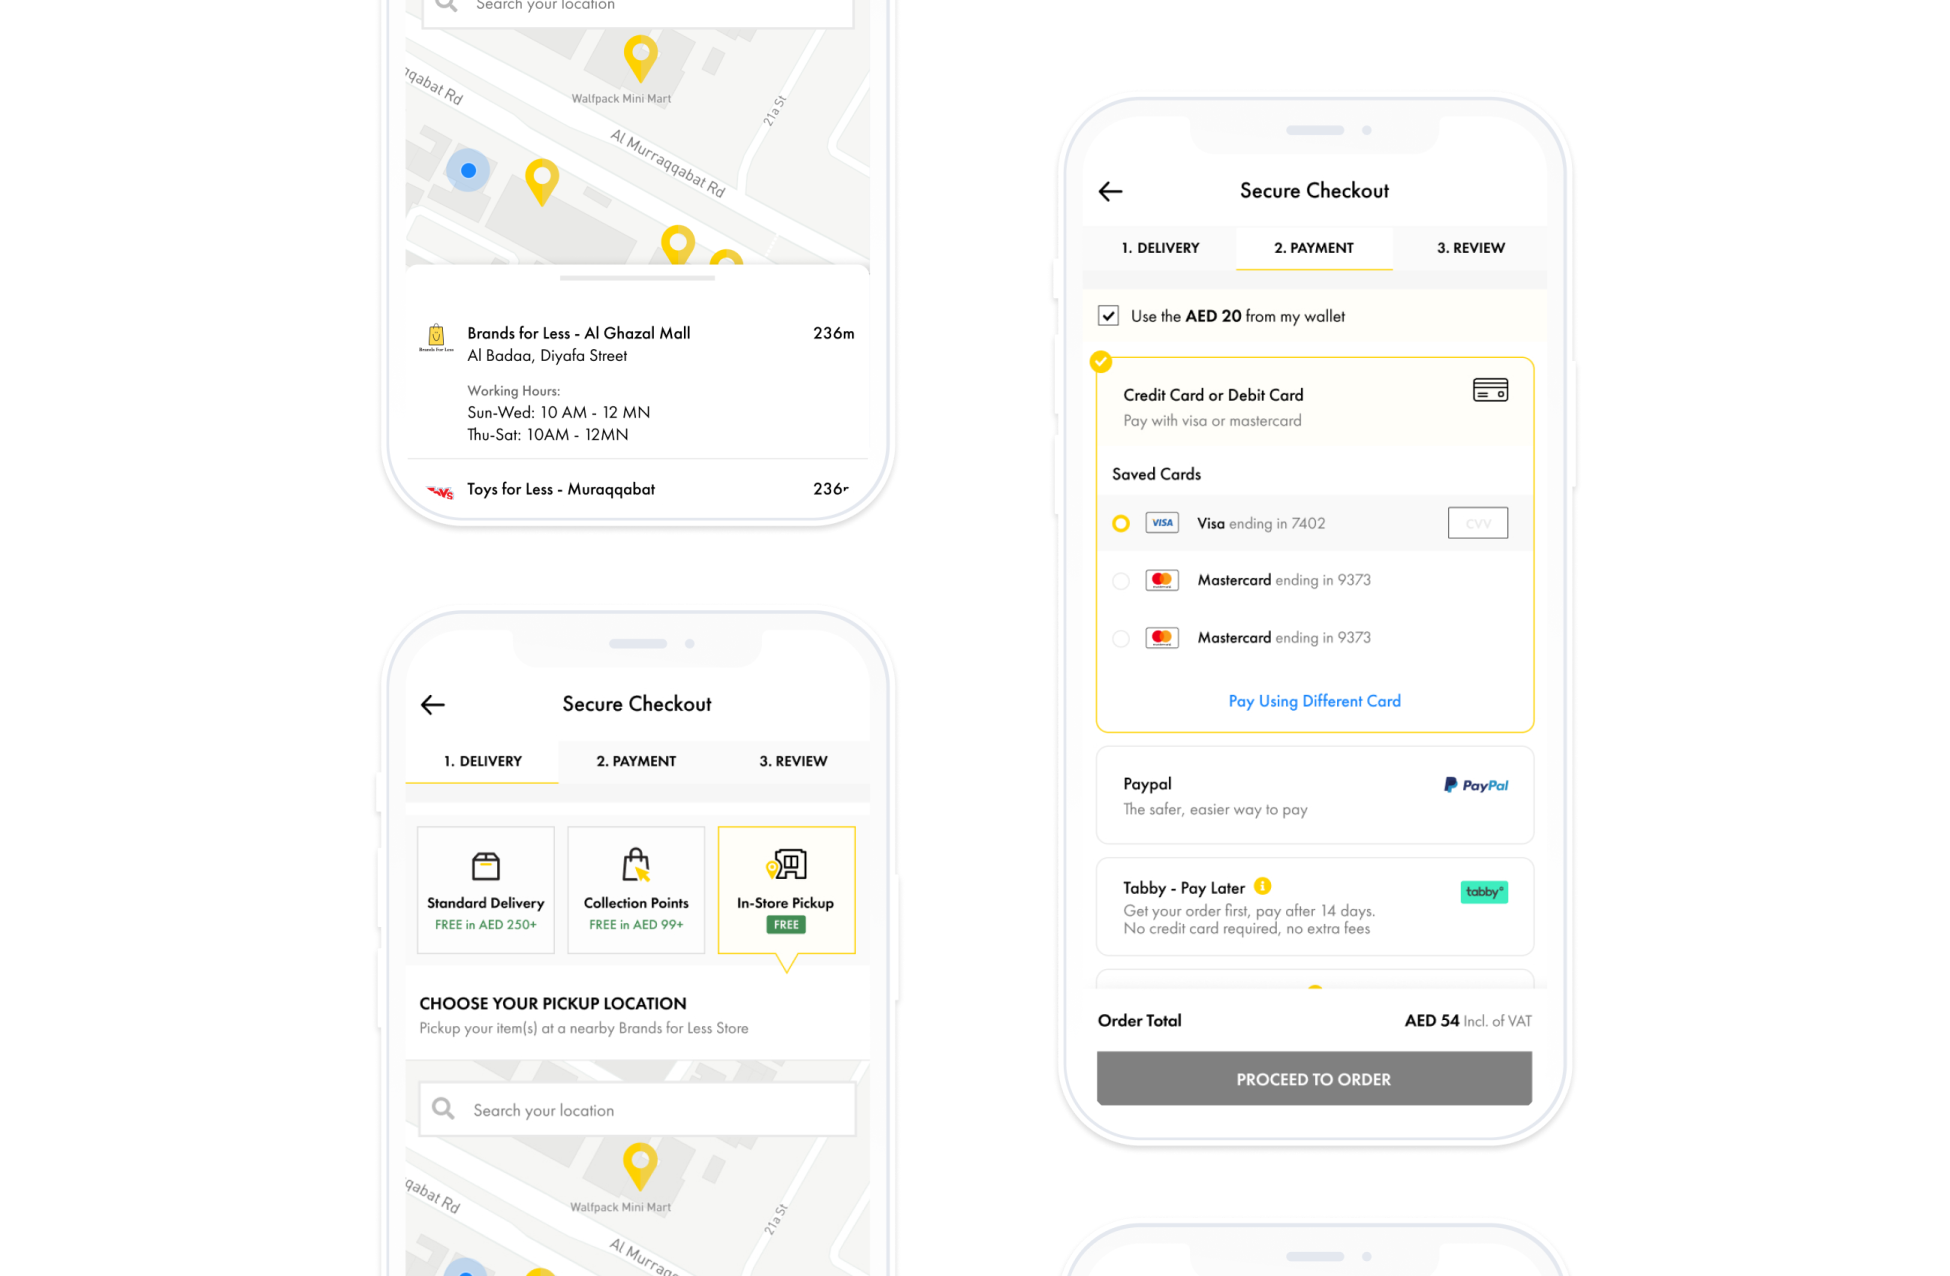 Search your location
Walfpack Mini Mart
21a St
Al Murraqqabat Rd
Brands for Less - Al Ghazal Mall
236m
Al Badaa, Diyafa Street
Working Hours:
Sun-Wed: 10 AM - 12 MN
Thu-Sat: 10AM - 12MN
Toys for Less - Muraqqabat
Secure Checkout
1. DELIVERY
2. PAYMENT
3. REVIEW
Standard Delivery
FREE in AED 250+
Collection Points
FREE in AED 99+
In-Store Pickup
FREE
CHOOSE YOUR PICKUP LOCATION
Pickup your item(s) at a nearby Brands for Less Store
Search your location
Walfpack Mini Mart
21a St
Secure Checkout
1. DELIVERY
2. PAYMENT
3. REVIEW
Use the AED 20 from my wallet
Credit Card or Debit Card
Pay with visa or mastercard
Saved Cards
VISA
Visa ending in 7402
CVV
Mastercard ending in 9373
Mastercard ending in 9373
Pay Using Different Card
Paypal
PayPal
The safer, easier way to pay
Tabby - Pay Later
tabby
Get your order first, pay after 14 days.
No credit card required, no extra fees
Order Total
AED 54 Incl. of VAT
PROCEED TO ORDER